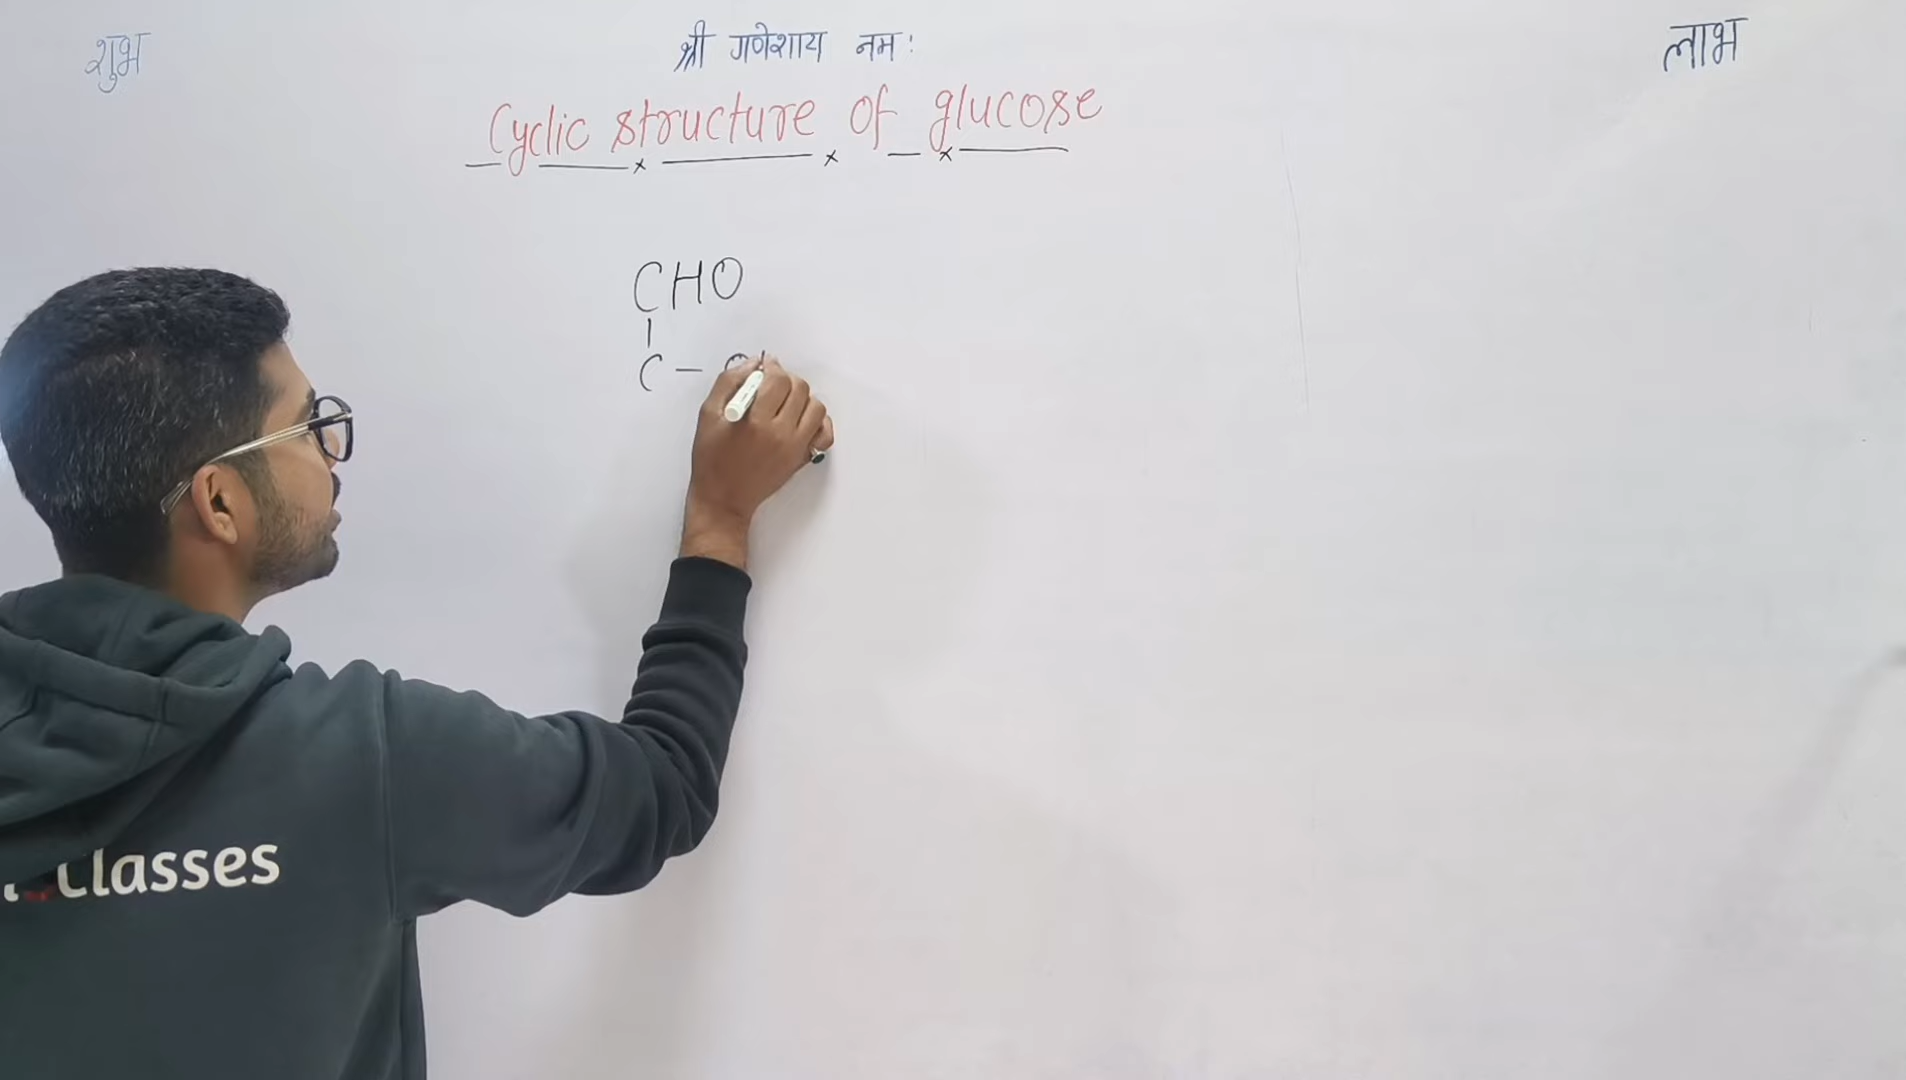 शुभ
श्री गणेशाय नम:
लाभ
Cyclic structure of glucose
CHO
C -
Classes